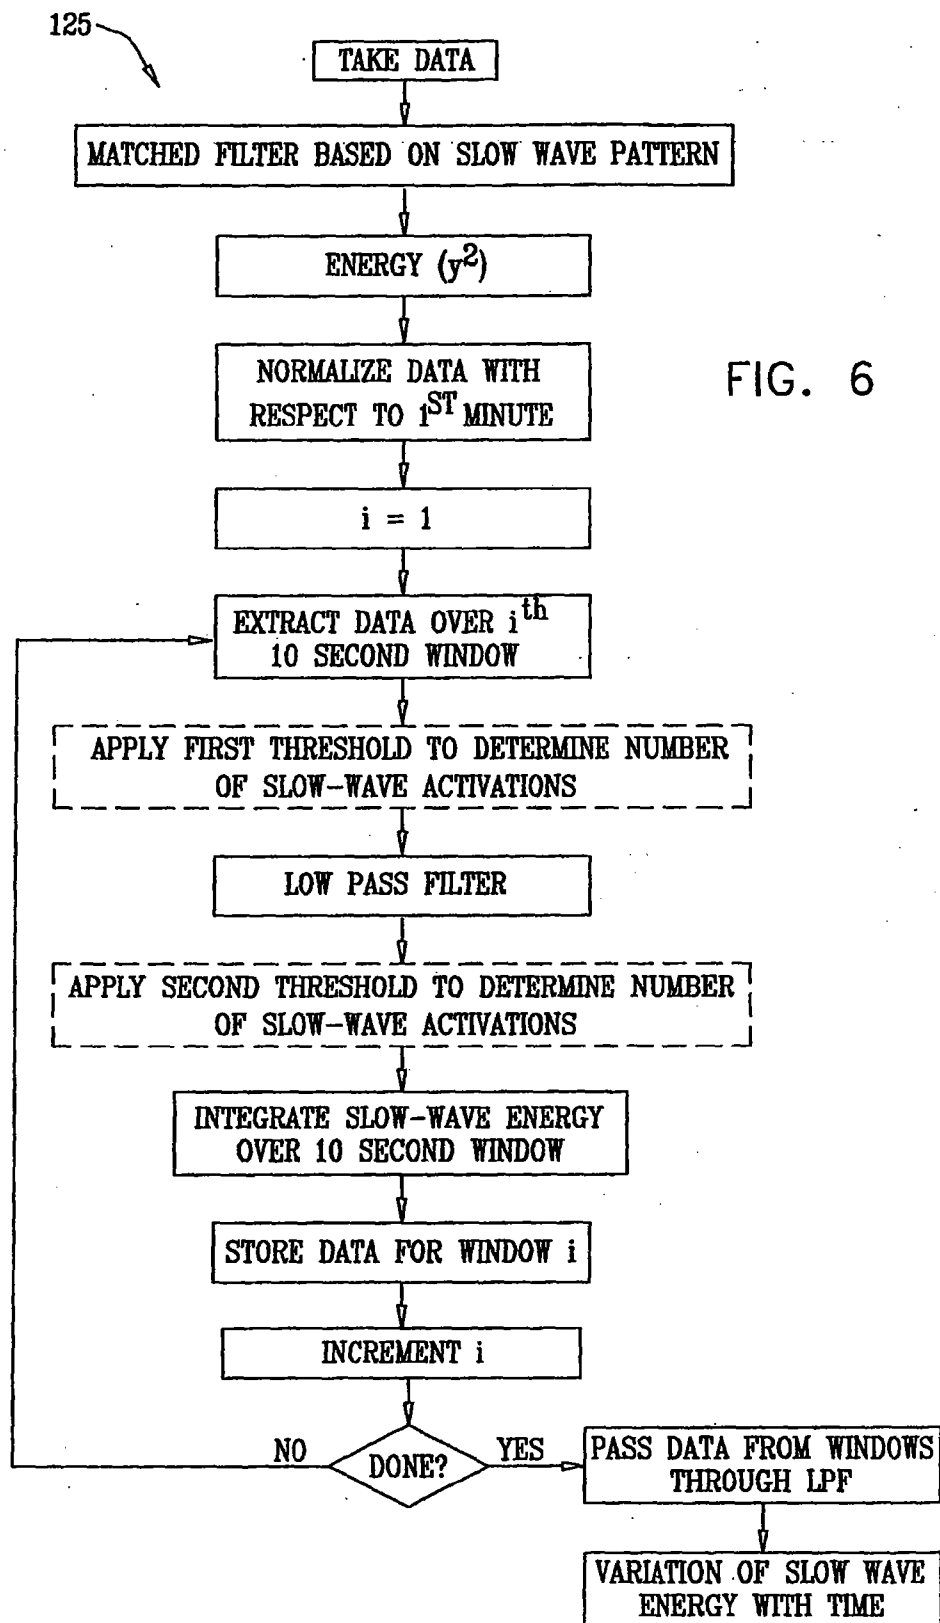 125
TAKE DATA
MATCHED FILTER BASED ON SLOW WAVE PATTERN
ENERGY (y²)
NORMALIZE DATA WITH
RESPECT TO 1ST MINUTE
FIG. 6
i = 1
EXTRACT DATA OVER ith
10 SECOND WINDOW
APPLY FIRST THRESHOLD TO DETERMINE NUMBER
OF SLOW-WAVE ACTIVATIONS
LOW PASS FILTER
APPLY SECOND THRESHOLD TO DETERMINE NUMBER
OF SLOW-WAVE ACTIVATIONS
INTEGRATE SLOW-WAVE ENERGY
OVER 10 SECOND WINDOW
STORE DATA FOR WINDOW i
INCREMENT i
NO
DONE?
YES
PASS DATA FROM WINDOWS
THROUGH LPF
VARIATION OF SLOW WAVE
ENERGY WITH TIME